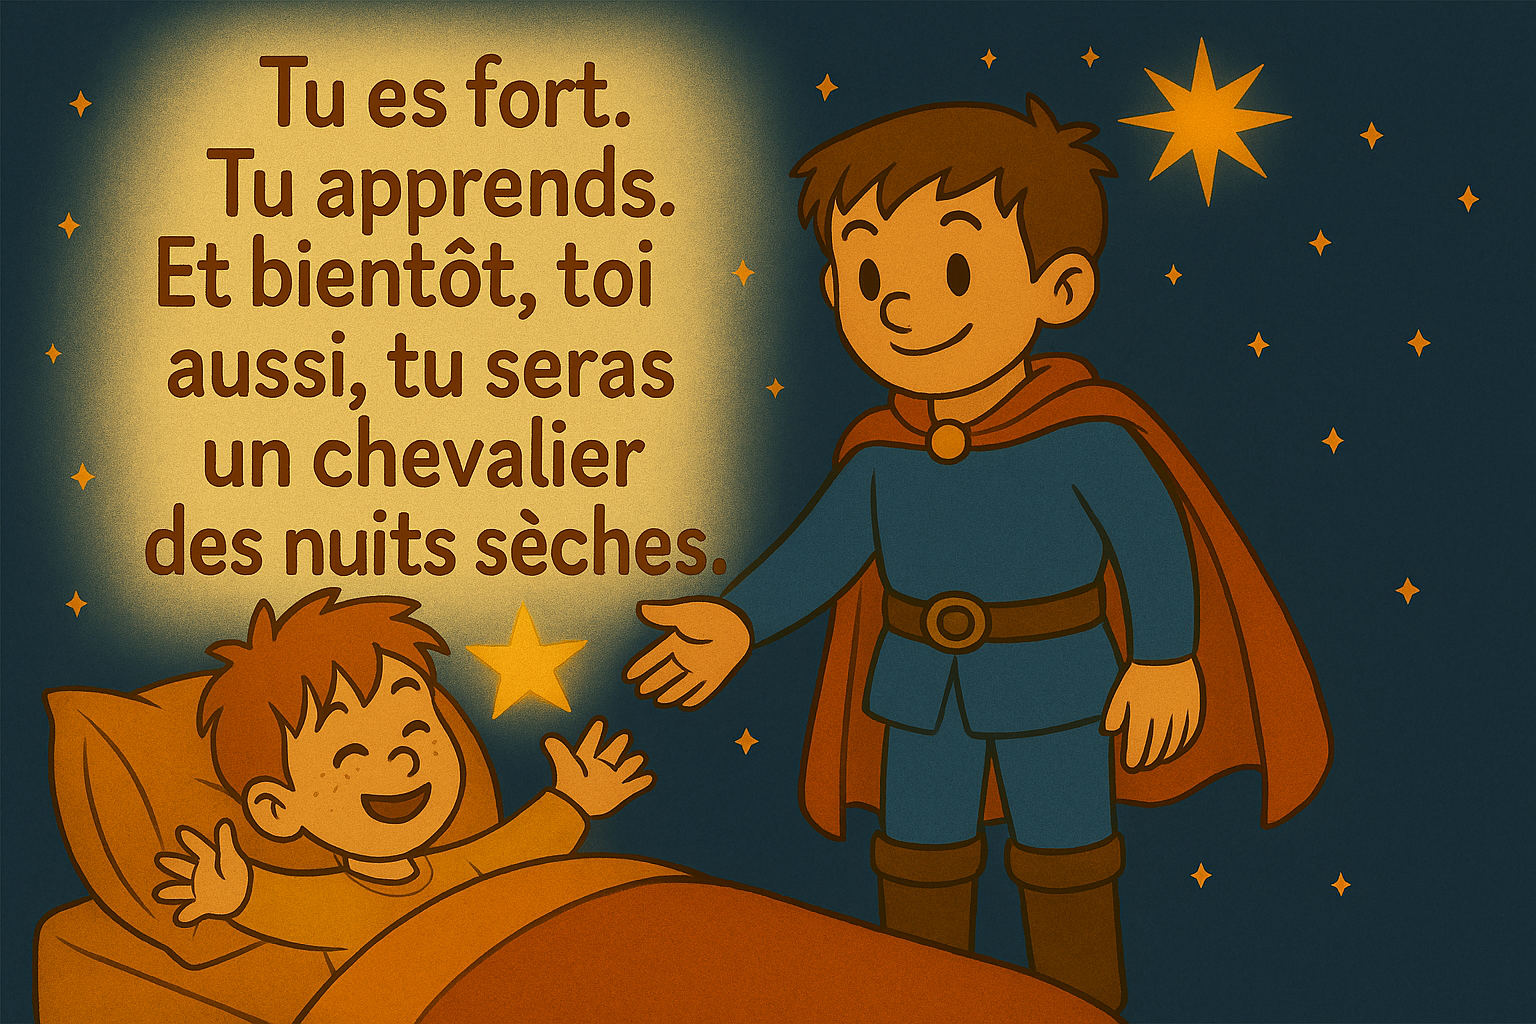 Tu es fort.
Tu apprends.
Et bientôt, toi
aussi, tu seras
un chevalier
des nuits sèches.